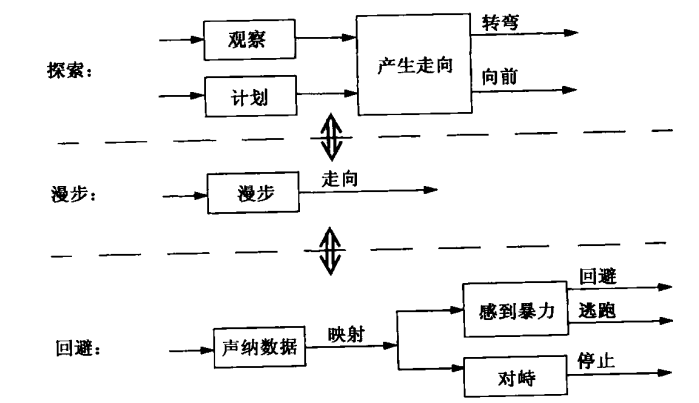 转弯
观察
探索：
产生走向
向前
计划
走向
漫步：
漫步
回避
感到暴力
逃跑
映射
回避：
声纳数据
停止
对峙